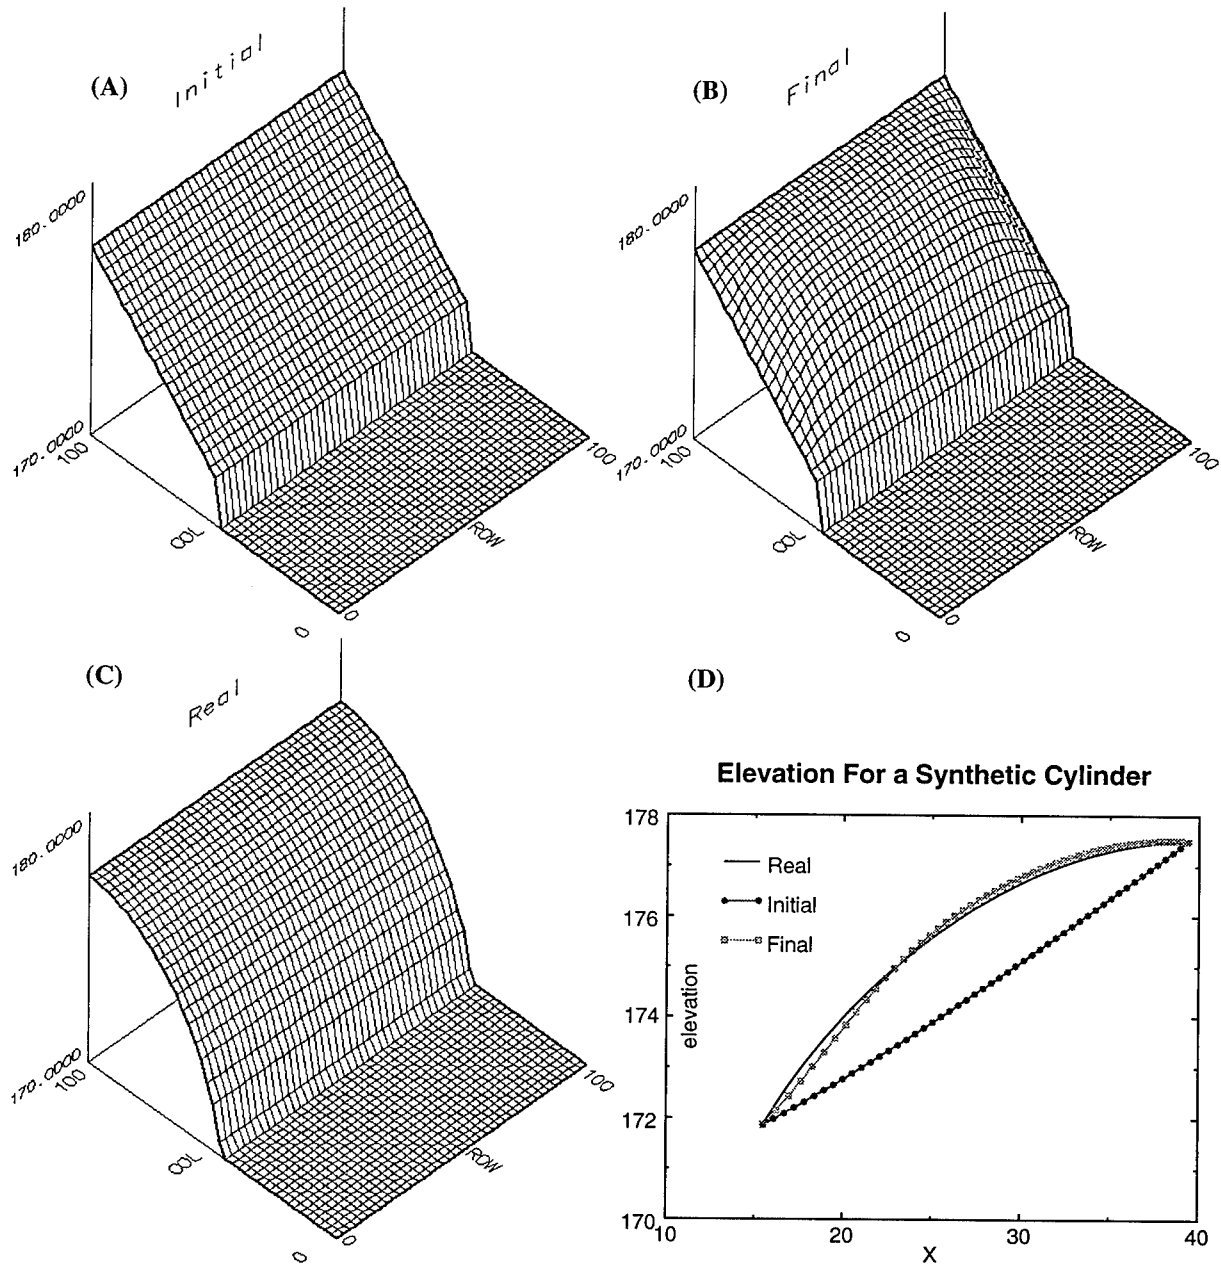 (A)
Initial
180.0000
170.0000
100
COL
0
0
ROW
100
(B)
Final
180.0000
170.0000
100
COL
0
0
ROW
100
(C)
Real
180.0000
170.0000
100
COL
0
0
ROW
100
(D)
Elevation For a Synthetic Cylinder
178
176
174
172
170
elevation
Real
Initial
Final
10
20
30
40
X